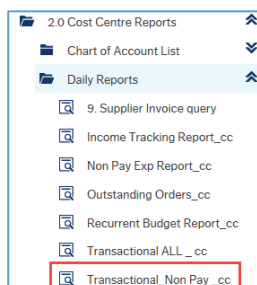 2.0 Cost Centre Reports
Chart of Account List
Daily Reports
9. Supplier Invoice query
Income Tracking Report_cc
Non Pay Exp Report_cc
Outstanding Orders_cc
Recurrent Budget Report_cc
Transactional ALL _ cc
Transactional_Non Pay _cc